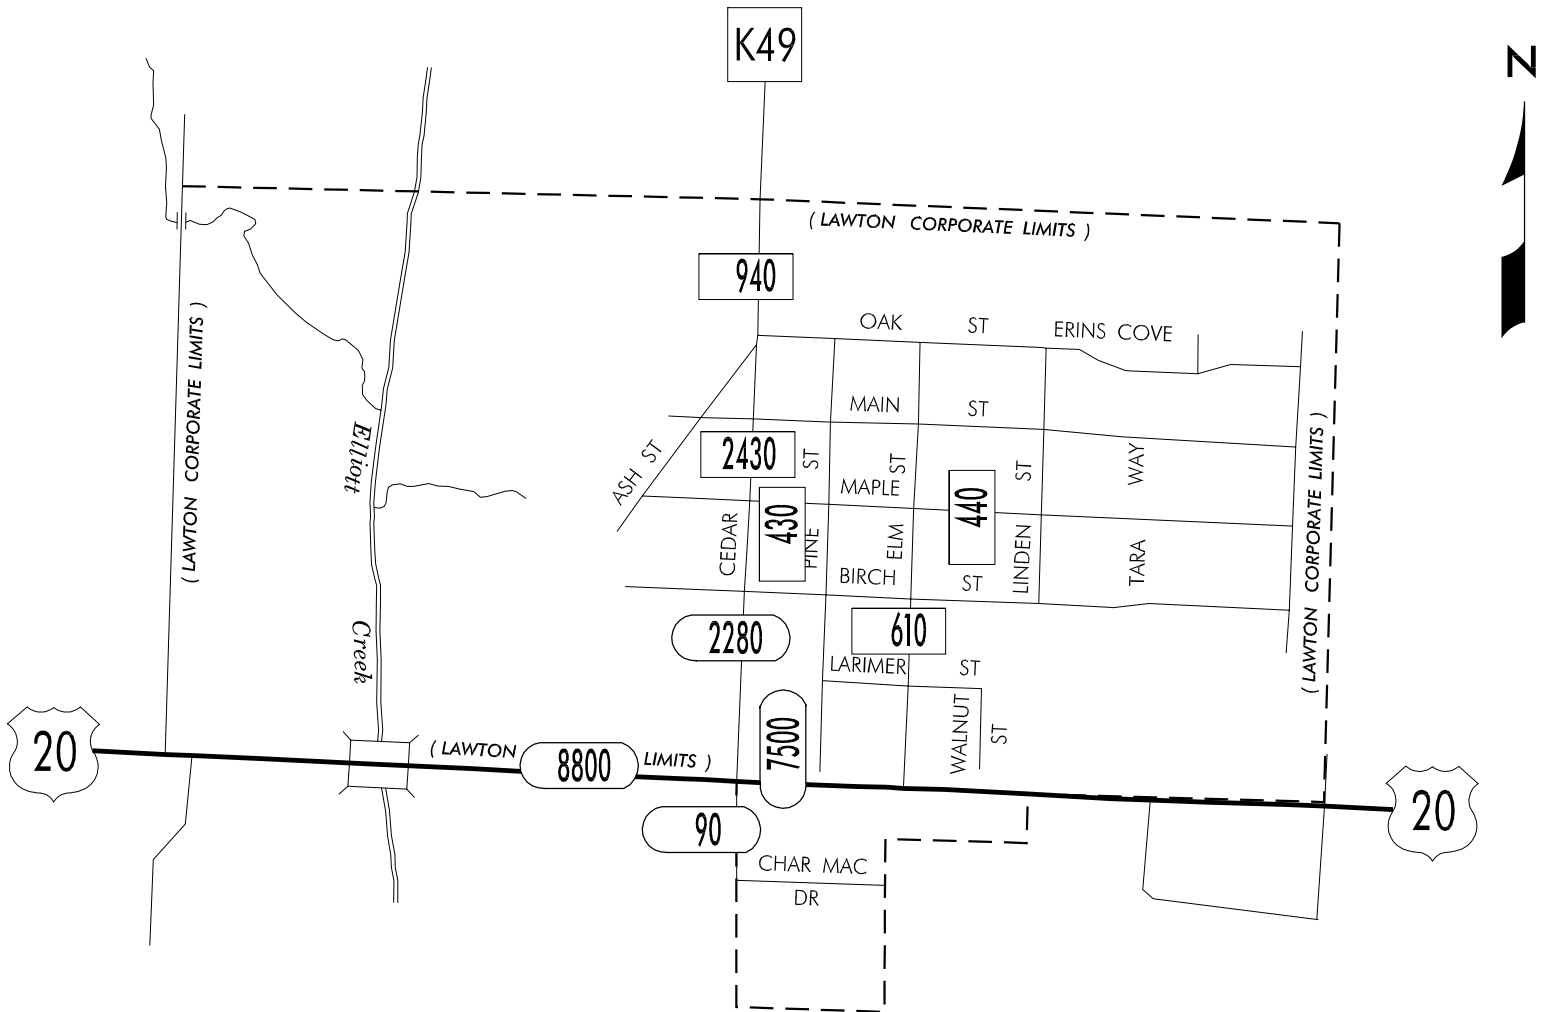 K49
N
( LAWTON CORPORATE LIMITS )
940
OAK ST
ERINS COVE
( LAWTON CORPORATE LIMITS )
MAIN ST
Elliott
Creek
ASH ST
2430
CEDAR
430
PINE ST
MAPLE
ELM ST
440
LINDEN ST
TARA WAY
( LAWTON CORPORATE LIMITS )
BIRCH ST
2280
610
LARIMER ST
WALNUT ST
20
( LAWTON
8800
LIMITS )
7500
20
90
CHAR MAC
DR